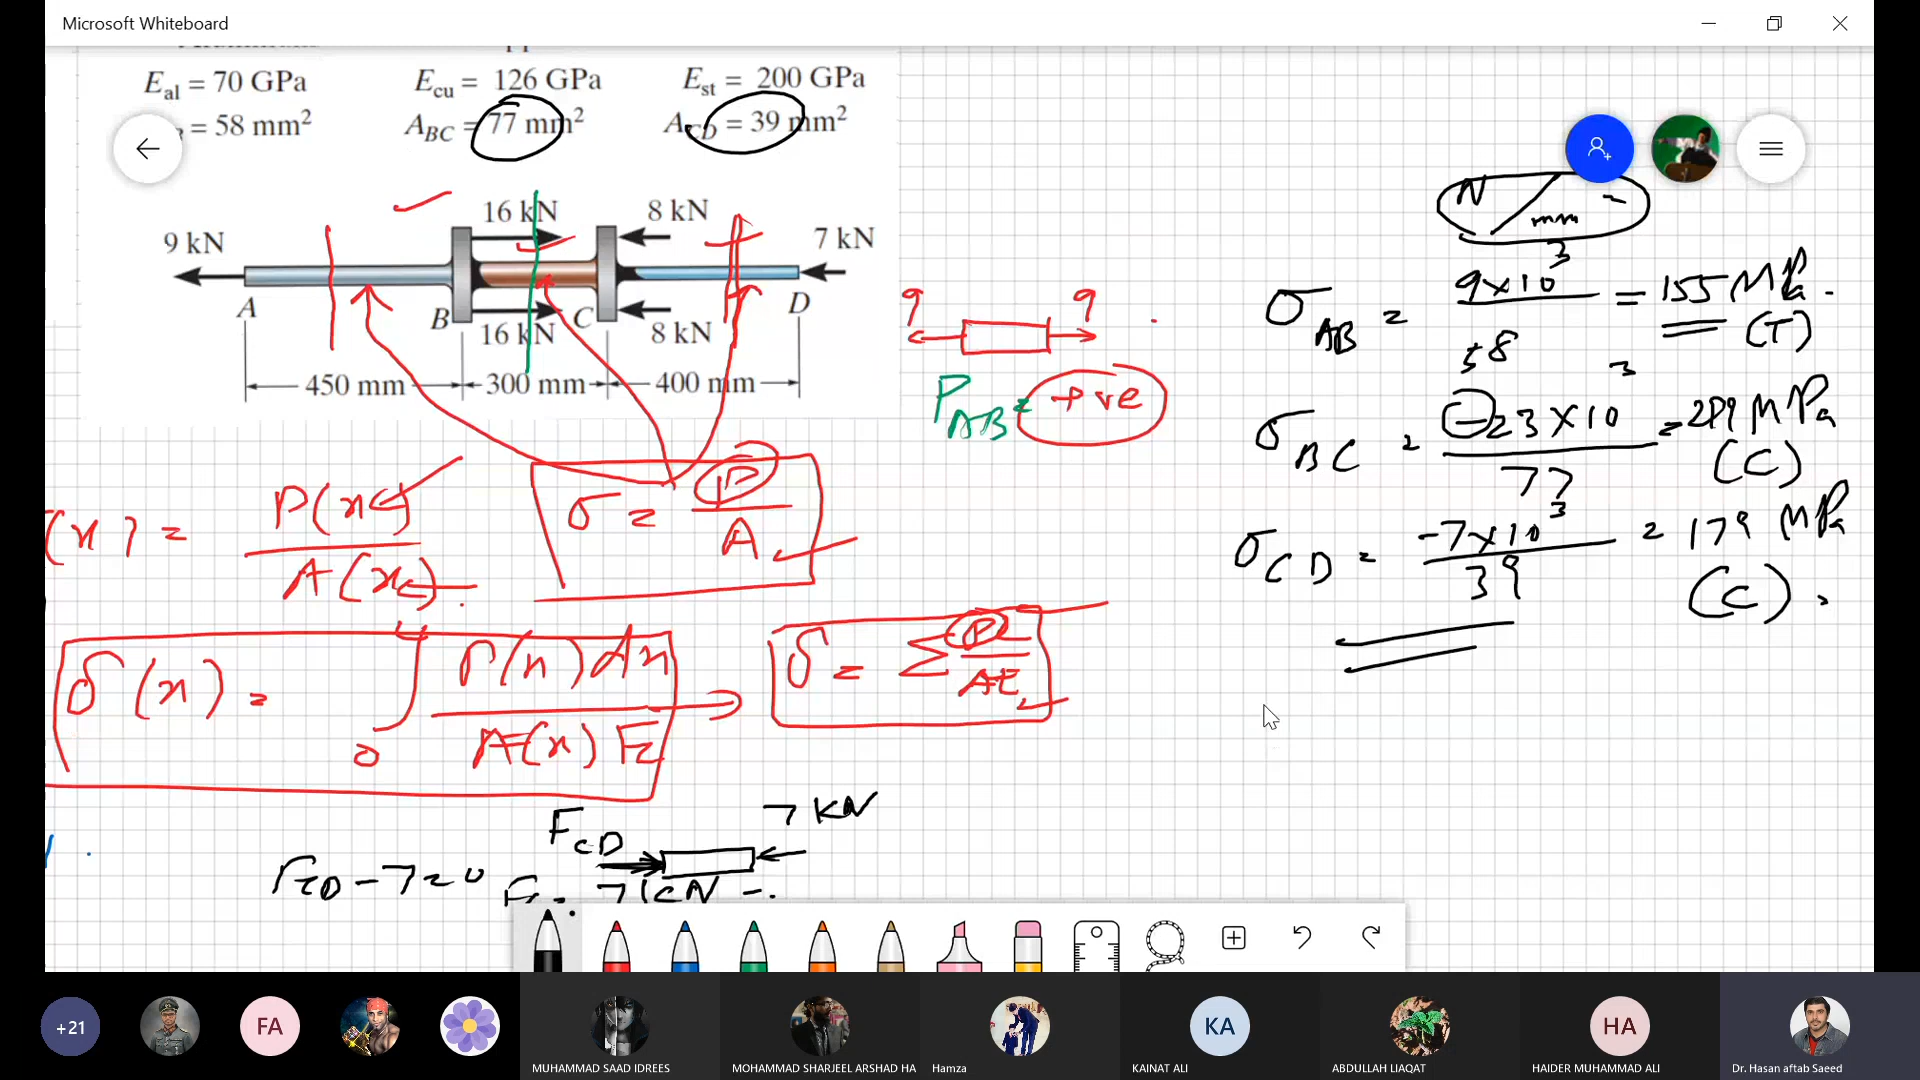 Microsoft Whiteboard
E_al = 70 GPa E_cu = 126 GPa E_st = 200 GPa
= 58 mm² A_BC = 77 mm² A_CD = 39 mm²
N/mm²
16 kN 8 kN
9 kN 7 kN
A B C D
16 kN 8 kN
450 mm 300 mm 400 mm
9 9
P_AB = +ve
σ_AB = 9×10³/58 = 155 MPa. (T)
σ_BC = -23×10³/77 = 299 MPa (C)
σ_CD = -7×10³/39 = 179 MPa (C).
(x) = P(x)/A(x)
σ = P/A
δ(x) = ∫₀ P(x)dx/A(x)E
δ = Σ P/AE
F_CD 7 KN
F_CD - 7 = 0
7 KN
+21
FA
KA
HA
MUHAMMAD SAAD IDREES
MOHAMMAD SHARJEEL ARSHAD HA
Hamza
KAINAT ALI
ABDULLAH LIAQAT
HAIDER MUHAMMAD ALI
Dr. Hasan aftab Saeed